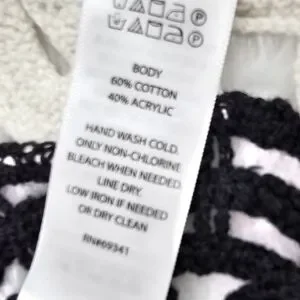 BODY
60% COTTON
40% ACRYLIC
HAND WASH COLD.
ONLY NON-CHLORINE
BLEACH WHEN NEEDED
LINE DRY.
LOW IRON IF NEEDED
OR DRY CLEAN
RN#69341